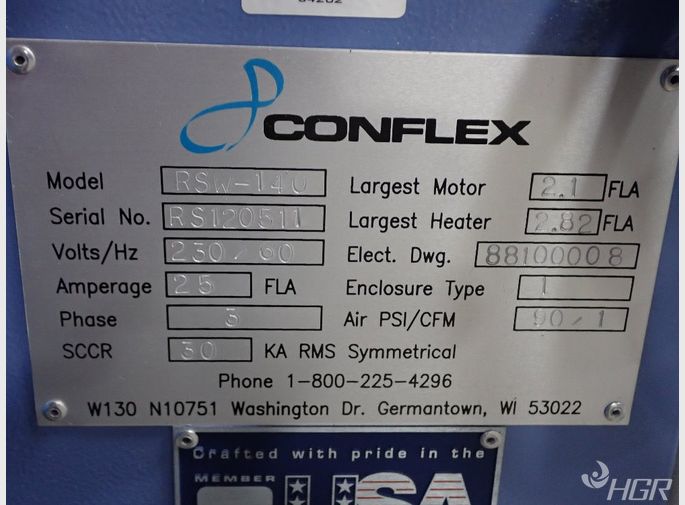 CONFLEX
Model RSW-140 Largest Motor 2.1 FLA
Serial No. RS120511 Largest Heater 2.82 FLA
Volts/Hz 230/60 Elect. Dwg. 88100008
Amperage 25 FLA Enclosure Type 1
Phase 3 Air PSI/CFM 90/1
SCCR 30 KA RMS Symmetrical
Phone 1-800-225-4296
W130 N10751 Washington Dr. Germantown, WI 53022
Crafted with pride in the
MEMBER
USA
HGR